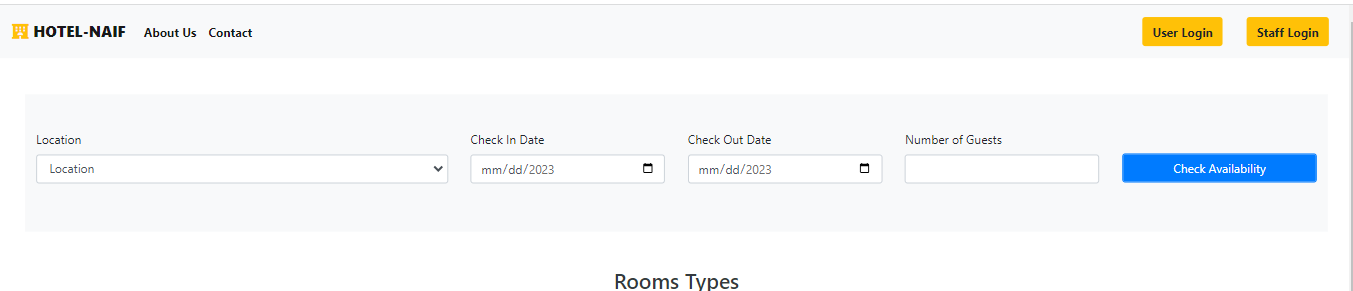 HOTEL-NAIF About Us Contact User Login Staff Login
Location Check In Date Check Out Date Number of Guests
Location mm/dd/2023 mm/dd/2023 Check Availability
Rooms Types